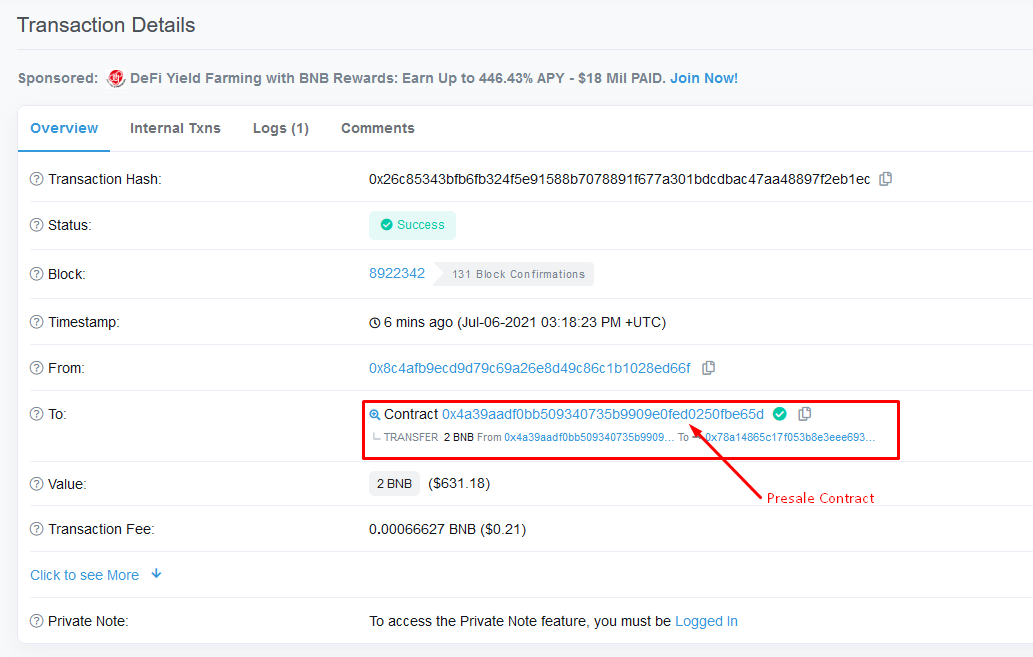 Transaction Details
Sponsored: DeFi Yield Farming with BNB Rewards: Earn Up to 446.43% APY - $18 Mil PAID. Join Now!
Overview Internal Txns Logs (1) Comments
Transaction Hash: 0x26c85343bfb6fb324f5e91588b7078891f677a301bdcdbac47aa48897f2eb1ec
Status: Success
Block: 8922342 131 Block Confirmations
Timestamp: 6 mins ago (Jul-06-2021 03:18:23 PM +UTC)
From: 0x8c4afb9ecd9d79c69a26e8d49c86c1b1028ed66f
To: Contract 0x4a39aadf0bb509340735b9909e0fed0250fbe65d
TRANSFER 2 BNB From 0x4a39aadf0bb509340735b9909... To → 0x78a14865c17f053b8e3eee693...
Value: 2 BNB ($631.18)
Presale Contract
Transaction Fee: 0.00066627 BNB ($0.21)
Click to see More
Private Note: To access the Private Note feature, you must be Logged In